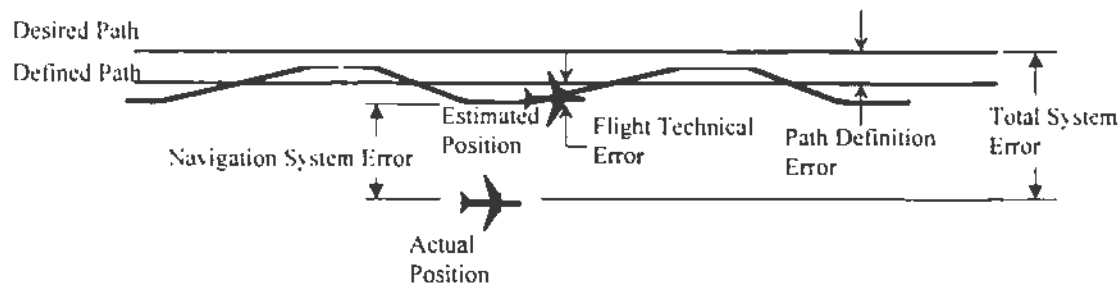 Desired Path
Defined Path
Estimated
Position
Flight Technical
Error
Path Definition
Error
Total System
Error
Navigation System Error
Actual
Position